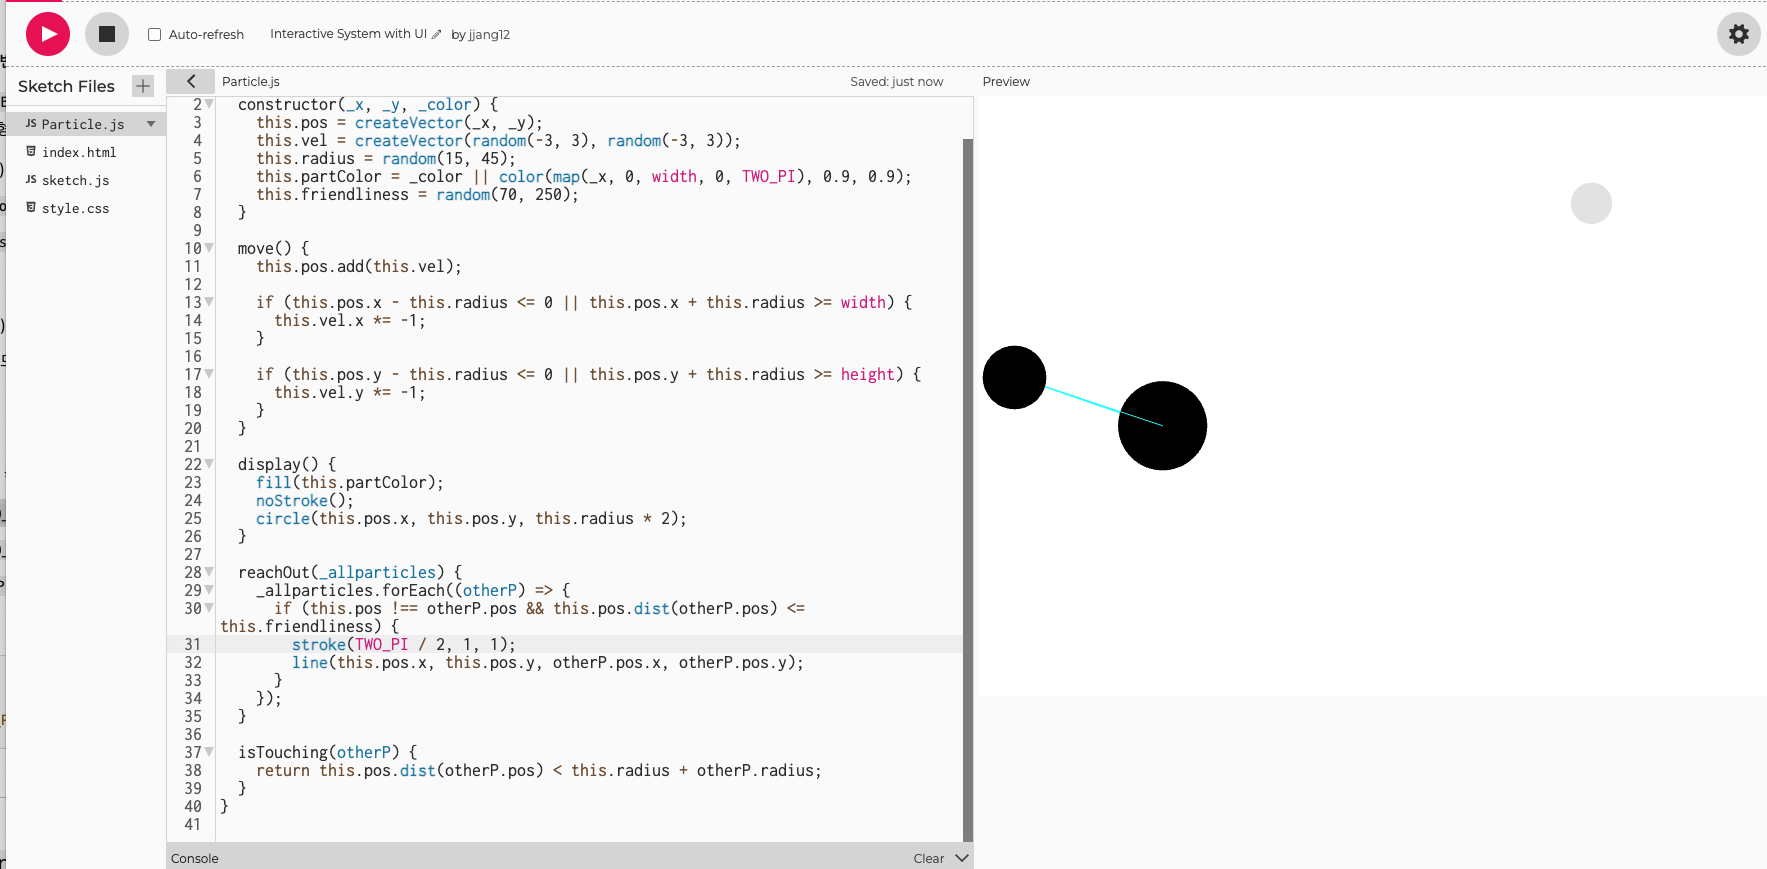 Auto-refresh
Interactive System with UI
by jjang12
Sketch Files
Particle.js
index.html
sketch.js
style.css
Particle.js
Saved: just now
2 constructor(_x, _y, _color) {
3 this.pos = createVector(_x, _y);
4 this.vel = createVector(random(-3, 3), random(-3, 3));
5 this.radius = random(15, 45);
6 this.partColor = _color || color(map(_x, 0, width, 0, TWO_PI), 0.9, 0.9);
7 this.friendliness = random(70, 250);
8 }
9
10 move() {
11 this.pos.add(this.vel);
12
13 if (this.pos.x - this.radius <= 0 || this.pos.x + this.radius >= width) {
14 this.vel.x *= -1;
15 }
16
17 if (this.pos.y - this.radius <= 0 || this.pos.y + this.radius >= height) {
18 this.vel.y *= -1;
19 }
20 }
21
22 display() {
23 fill(this.partColor);
24 noStroke();
25 circle(this.pos.x, this.pos.y, this.radius * 2);
26 }
27
28 reachOut(_allparticles) {
29 _allparticles.forEach((otherP) => {
30 if (this.pos !== otherP.pos && this.pos.dist(otherP.pos) <=
this.friendliness) {
31 stroke(TWO_PI / 2, 1, 1);
32 line(this.pos.x, this.pos.y, otherP.pos.x, otherP.pos.y);
33 }
34 });
35 }
36
37 isTouching(otherP) {
38 return this.pos.dist(otherP.pos) < this.radius + otherP.radius;
39 }
40 }
41
Console
Clear
Preview